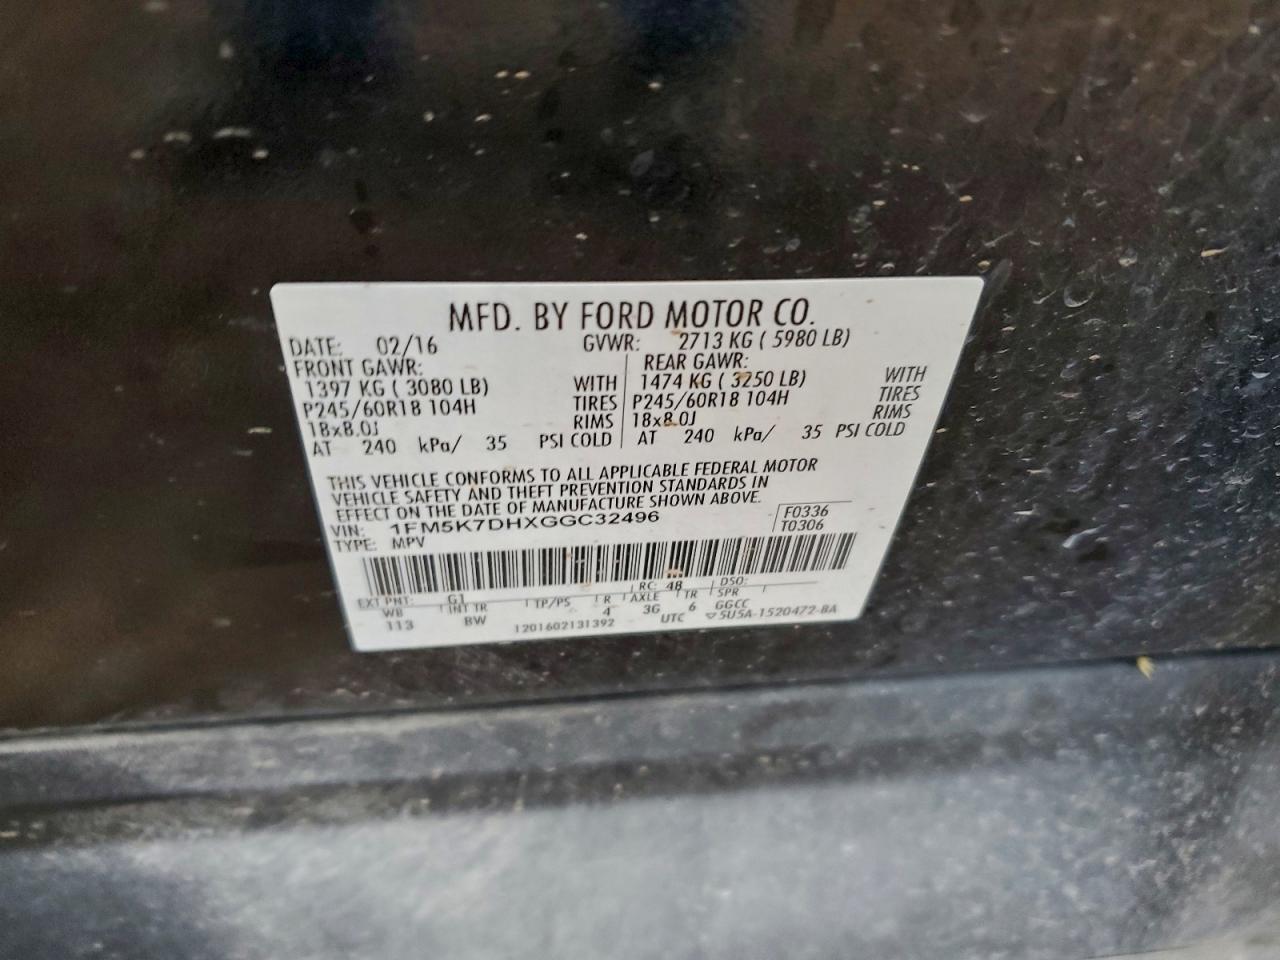 MFD. BY FORD MOTOR CO.
DATE: 02/16 GVWR: 2713 KG ( 5980 LB)
FRONT GAWR: REAR GAWR:
1397 KG ( 3080 LB) WITH 1474 KG ( 3250 LB) WITH
P245/60R18 104H TIRES P245/60R18 104H TIRES
18x8.0J RIMS 18x8.0J RIMS
AT 240 kPa/ 35 PSI COLD AT 240 kPa/ 35 PSI COLD
THIS VEHICLE CONFORMS TO ALL APPLICABLE FEDERAL MOTOR
VEHICLE SAFETY AND THEFT PREVENTION STANDARDS IN
EFFECT ON THE DATE OF MANUFACTURE SHOWN ABOVE.
VIN: 1FM5K7DHXGGC32496 F0336
TYPE: MPV T0306
EXT PNT: G1 RC: 48 DSO:
WB INT TR TP/PS R AXLE TR SPR
113 BW 4 3G 6 GGCC
1201602131392 UTC ▽5U5A-1520472-BA